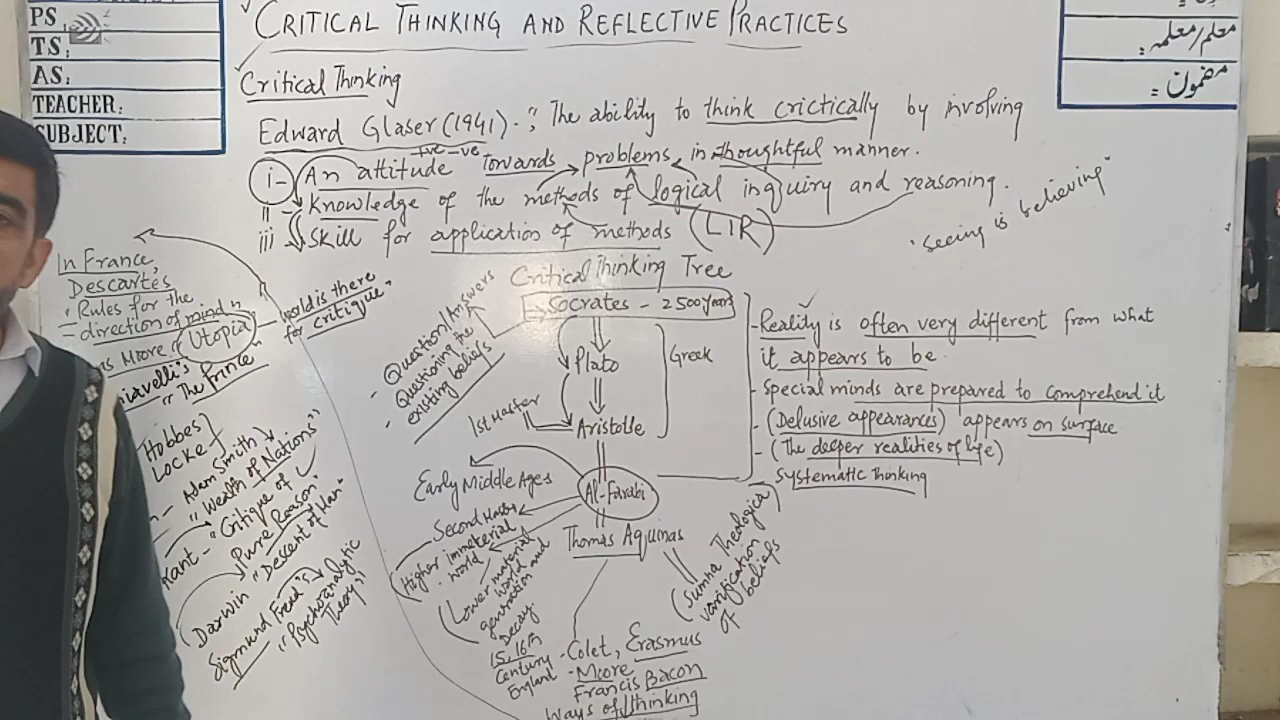 PS
TS:
AS:
TEACHER:
SUBJECT:
معلم/معلمہ:
مضمون:
CRITICAL THINKING AND REFLECTIVE PRACTICES
Critical Thinking
Edward Glaser (1941) - "The ability to think crictically by involving
+ve -ve
i- An attitude Towards problems in thoughtful manner.
ii - Knowledge of the methods of logical inquiry and reasoning.
iii skill for application of methods (LIR)
"seeing is believing"
Critical Thinking Tree
Socrates - 2500 years
Plato
Greek
Aristotle
1st Master
Al-Farabi
Thomas Aquinas
- Question/Answers
- Questioning the
existing beliefs
Early Middle Ages
Second Master
Higher immeterial
world
Lower material
world
generation and
Decay
(Sumha Theologica)
varification
of beliefs
15, 16th
Century
England
- Colet, Erasmus
- Moore
Francis Bacon
Ways of thinking
- Reality is often very different from what
it appears to be.
- Special minds are prepared to comprehend it
- (Delusive appearances) appears on surface
- (The deeper realities of life)
Systematic thinking
In France,
Descartes
"Rules for the
direction of mind"
Moore "Utopia" - world is there
for critique"
"The Prince"
Hobbes
Locke
- Adam Smith
"Wealth of Nations"
Kant - "Critique of
Pure Reason"
Darwin "Descent of Man"
Sigmund Freud's
"Psychoanalytic
Theory"